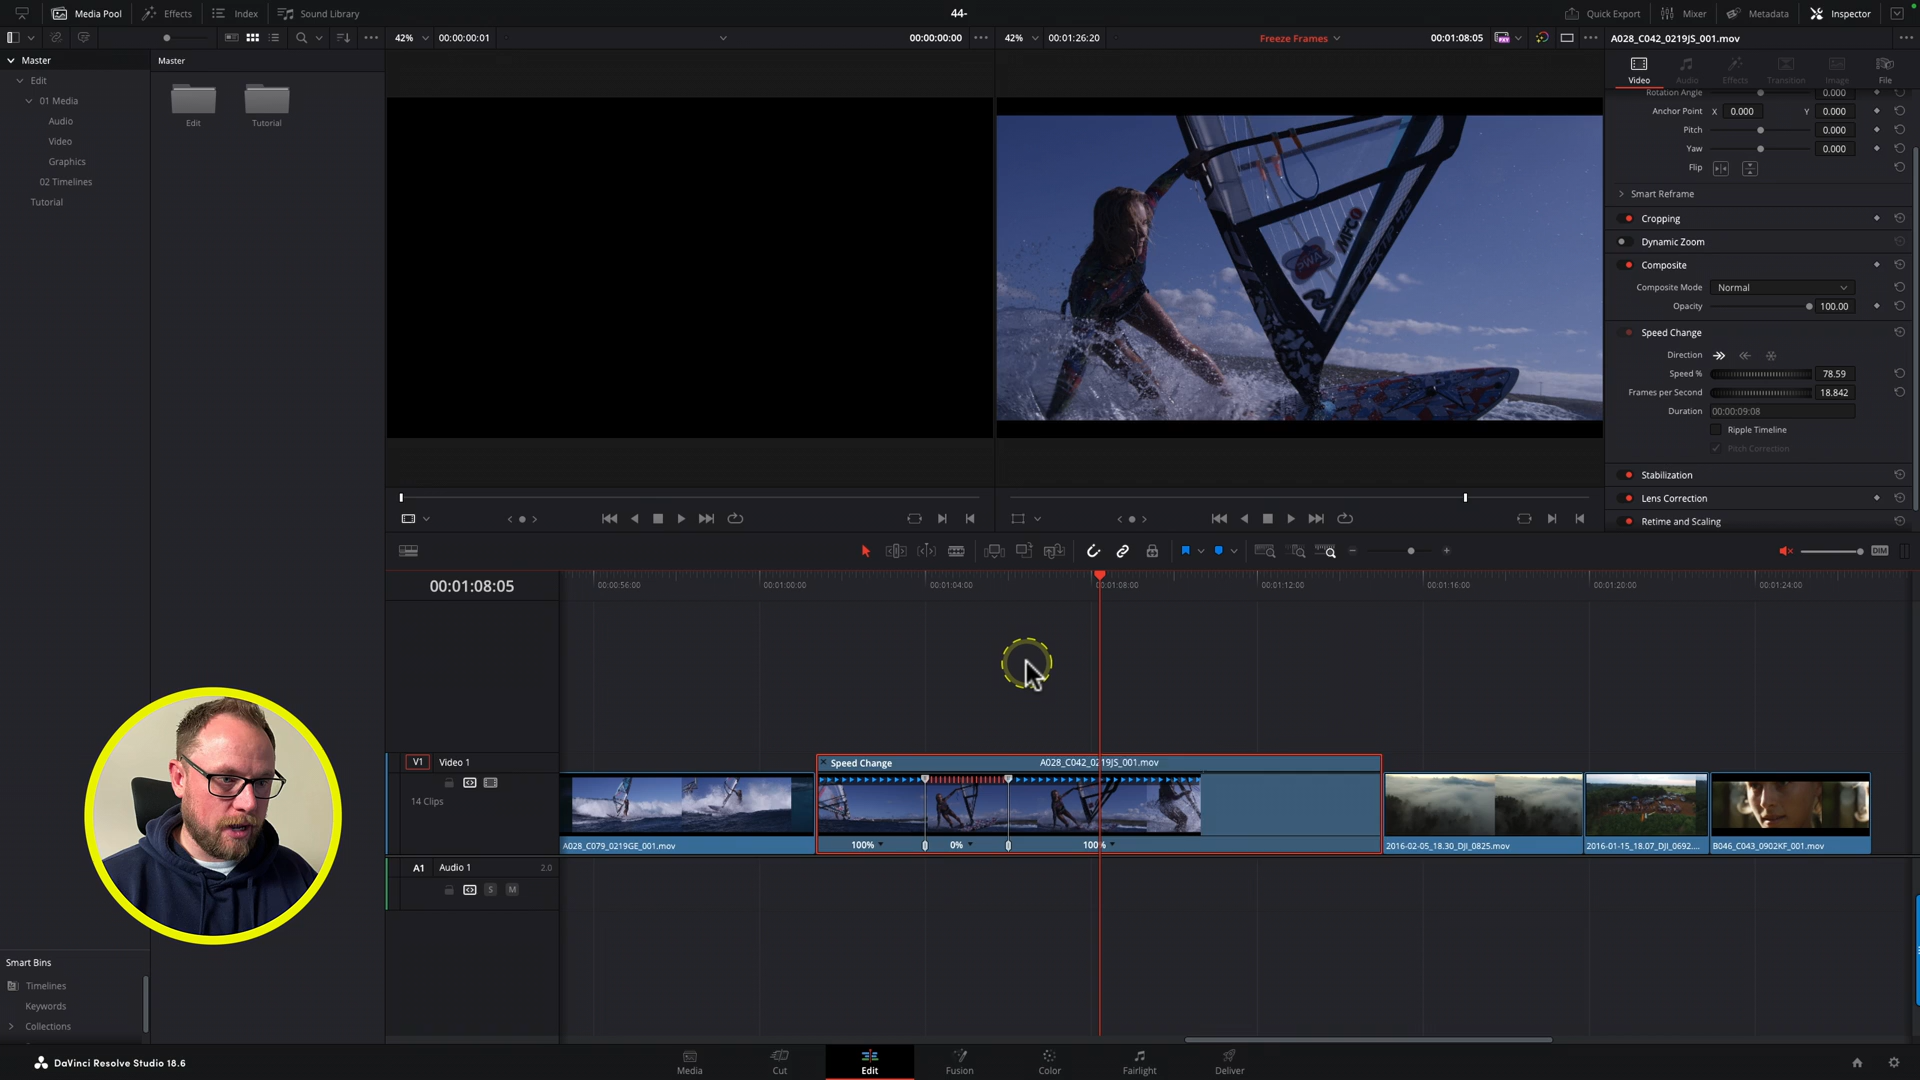 Media Pool
Effects
Index
Sound Library
44-
Quick Export
Mixer
Metadata
Inspector
42%
00:00:00:01
00:00:00:00
42%
00:01:26:20
Freeze Frames
00:01:08:05
A028_C042_0219JS_001.mov
Master
Master
Edit
01 Media
Audio
Video
Graphics
02 Timelines
Tutorial
Edit
Tutorial
Video
Audio
Effects
Transition
Image
File
Rotation Angle
0.000
Anchor Point
X
0.000
Y
0.000
Pitch
0.000
Yaw
0.000
Flip
Smart Reframe
Cropping
Dynamic Zoom
Composite
Composite Mode
Normal
Opacity
100.00
Speed Change
Direction
Speed %
78.59
Frames per Second
18.842
Duration
00:00:09:08
Ripple Timeline
Pitch Correction
Stabilization
Lens Correction
Retime and Scaling
MFC
PWA
DIM
00:01:08:05
00:00:56:00
00:01:00:00
00:01:04:00
00:01:08:00
00:01:12:00
00:01:16:00
00:01:20:00
00:01:24:00
V1
Video 1
14 Clips
Speed Change
A028_C042_0219JS_001.mov
100%
0%
100%
A028_C079_0219GE_001.mov
2016-02-05_18.30_DJI_0825.mov
2016-01-15_18.07_DJI_0692....
B046_C043_0902KF_001.mov
A1
Audio 1
2.0
S
M
Smart Bins
Timelines
Keywords
Collections
DaVinci Resolve Studio 18.6
Media
Cut
Edit
Fusion
Color
Fairlight
Deliver